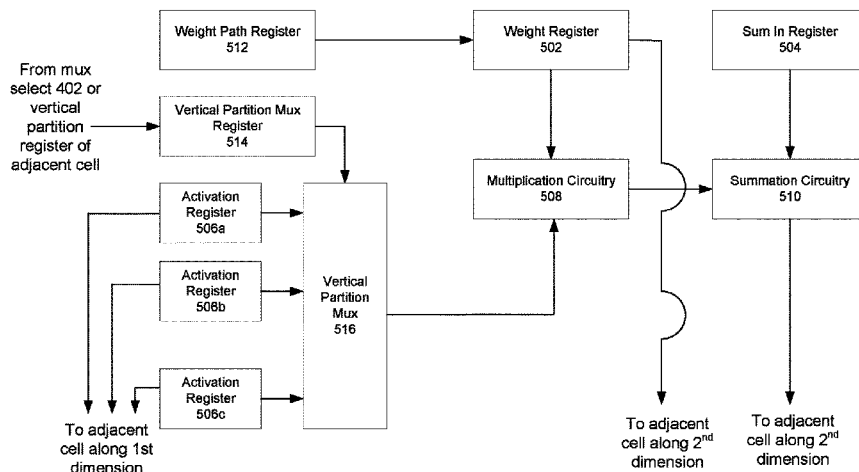 Weight Path Register
512
Weight Register
502
Sum In Register
504
From mux
select 402 or
vertical
partition
register of
adjacent cell
Vertical Partition Mux
Register
514
Multiplication Circuitry
508
Summation Circuitry
510
Activation
Register
506a
Activation
Register
506b
Activation
Register
506c
Vertical
Partition
Mux
516
To adjacent
cell along 1st
dimension
To adjacent
cell along 2nd
dimension
To adjacent
cell along 2nd
dimension